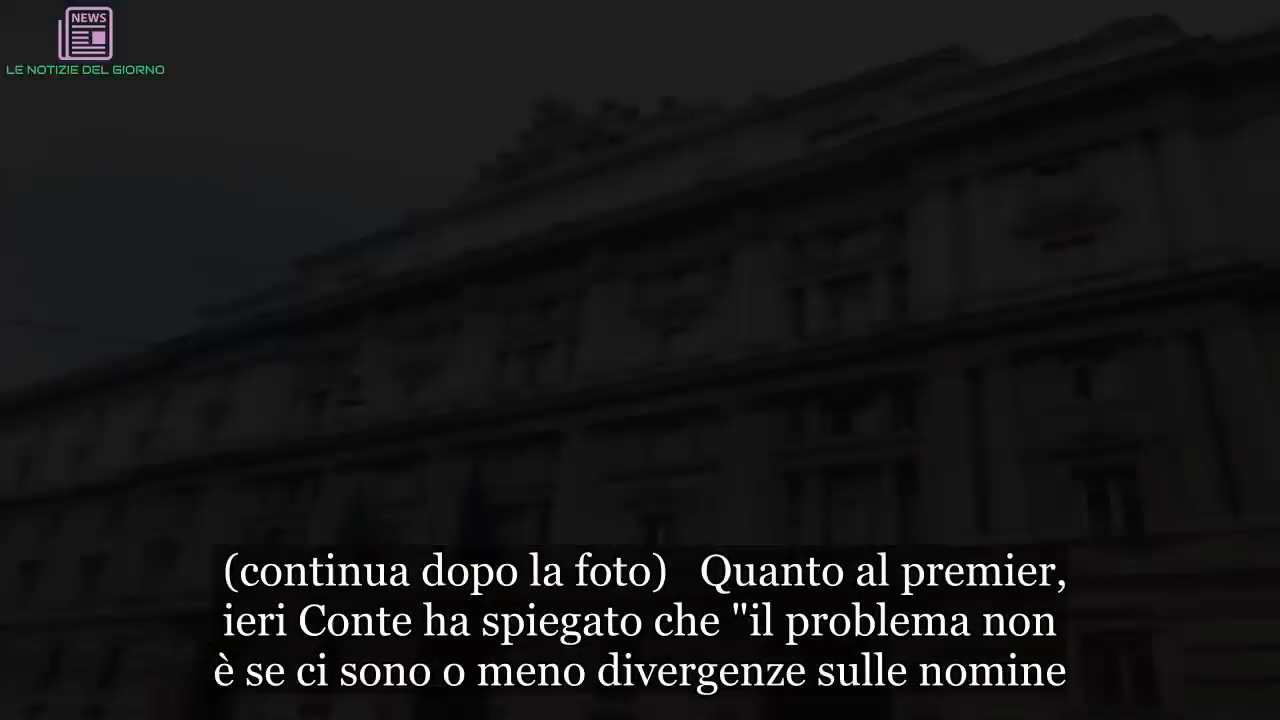 NEWS
LE NOTIZIE DEL GIORNO
(continua dopo la foto)   Quanto al premier,
ieri Conte ha spiegato che "il problema non
è se ci sono o meno divergenze sulle nomine